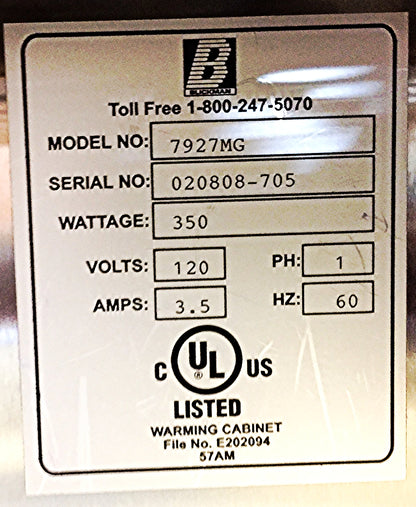 B
BLICKMAN
Toll Free 1-800-247-5070
MODEL NO: 7927MG
SERIAL NO: 020808-705
WATTAGE: 350
VOLTS: 120 PH: 1
AMPS: 3.5 HZ: 60
C UL ® US
LISTED
WARMING CABINET
File No. E202094
57AM